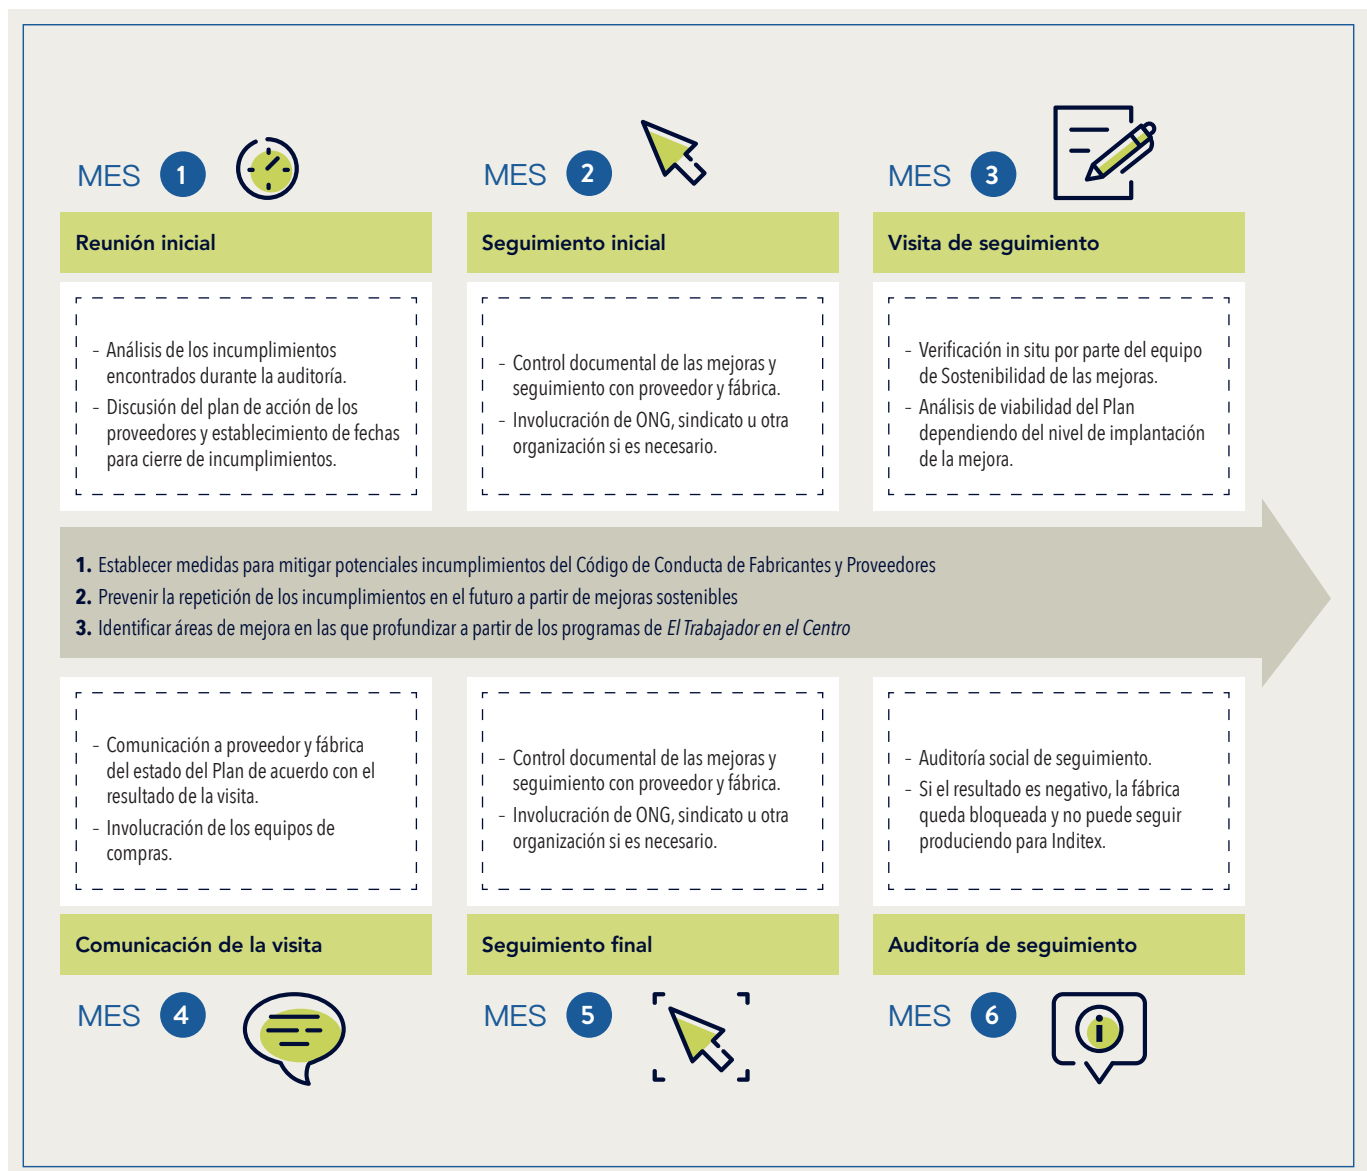 MES 1
Reunión inicial
– Análisis de los incumplimientos
encontrados durante la auditoría.
– Discusión del plan de acción de los
proveedores y establecimiento de fechas
para cierre de incumplimientos.
MES 2
Seguimiento inicial
– Control documental de las mejoras y
seguimiento con proveedor y fábrica.
– Involucración de ONG, sindicato u otra
organización si es necesario.
MES 3
Visita de seguimiento
– Verificación in situ por parte del equipo
de Sostenibilidad de las mejoras.
– Análisis de viabilidad del Plan
dependiendo del nivel de implantación
de la mejora.
1. Establecer medidas para mitigar potenciales incumplimientos del Código de Conducta de Fabricantes y Proveedores
2. Prevenir la repetición de los incumplimientos en el futuro a partir de mejoras sostenibles
3. Identificar áreas de mejora en las que profundizar a partir de los programas de El Trabajador en el Centro
– Comunicación a proveedor y fábrica
del estado del Plan de acuerdo con el
resultado de la visita.
– Involucración de los equipos de
compras.
Comunicación de la visita
MES 4
– Control documental de las mejoras y
seguimiento con proveedor y fábrica.
– Involucración de ONG, sindicato u otra
organización si es necesario.
Seguimiento final
MES 5
– Auditoría social de seguimiento.
– Si el resultado es negativo, la fábrica
queda bloqueada y no puede seguir
produciendo para Inditex.
Auditoría de seguimiento
MES 6
i